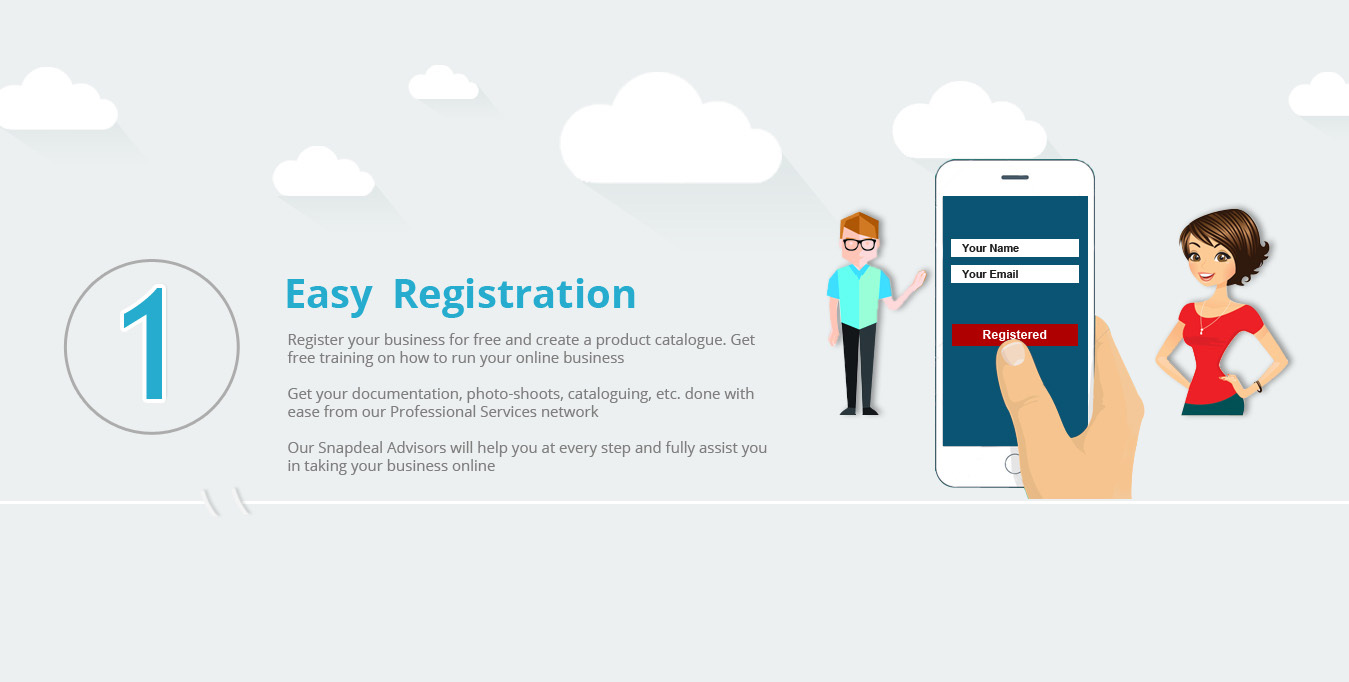 1
Easy Registration
Register your business for free and create a product catalogue. Get
free training on how to run your online business
Get your documentation, photo-shoots, cataloguing, etc. done with
ease from our Professional Services network
Our Snapdeal Advisors will help you at every step and fully assist you
in taking your business online
Your Name
Your Email
Registered